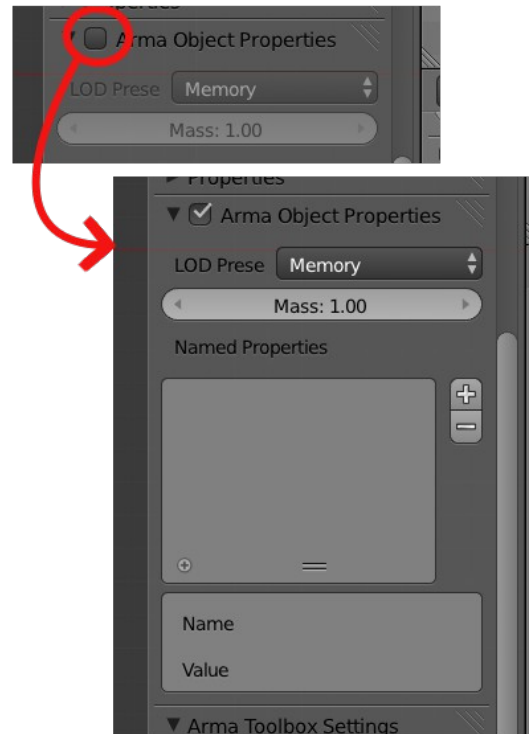 Properties
Arma Object Properties
LOD Prese Memory
Mass: 1.00
Properties
Arma Object Properties
LOD Prese Memory
Mass: 1.00
Named Properties
Name
Value
Arma Toolbox Settings